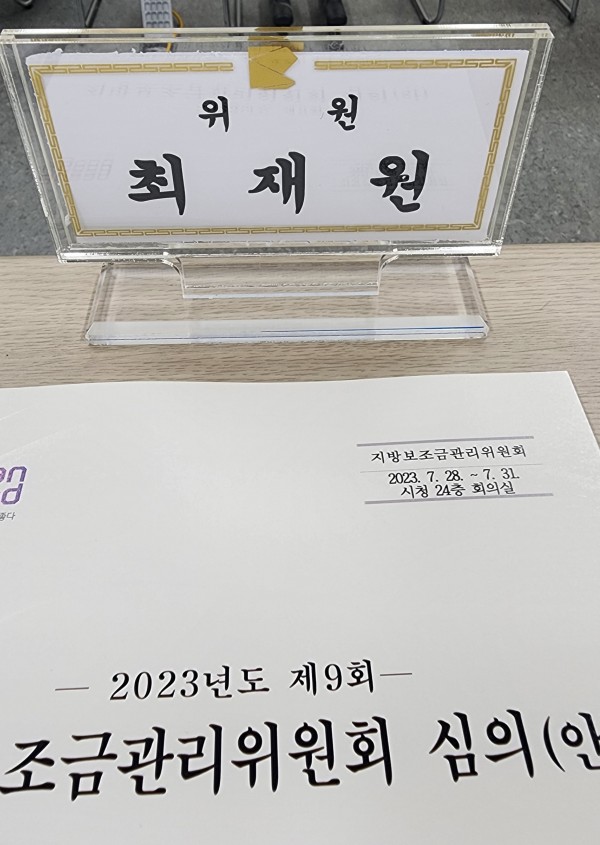 위 원
최 재 원
지방보조금관리위원회
2023. 7. 28. ~ 7. 31.
시청 24층 회의실
— 2023년도 제9회 —
조금관리위원회 심의(안